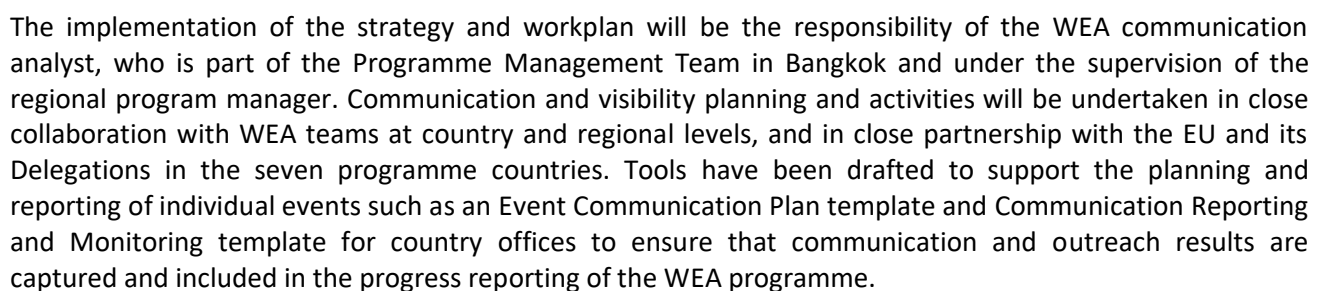 The implementation of the strategy and workplan will be the responsibility of the WEA communication
analyst, who is part of the Programme Management Team in Bangkok and under the supervision of the
regional program manager. Communication and visibility planning and activities will be undertaken in close
collaboration with WEA teams at country and regional levels, and in close partnership with the EU and its
Delegations in the seven programme countries. Tools have been drafted to support the planning and
reporting of individual events such as an Event Communication Plan template and Communication Reporting
and Monitoring template for country offices to ensure that communication and outreach results are
captured and included in the progress reporting of the WEA programme.